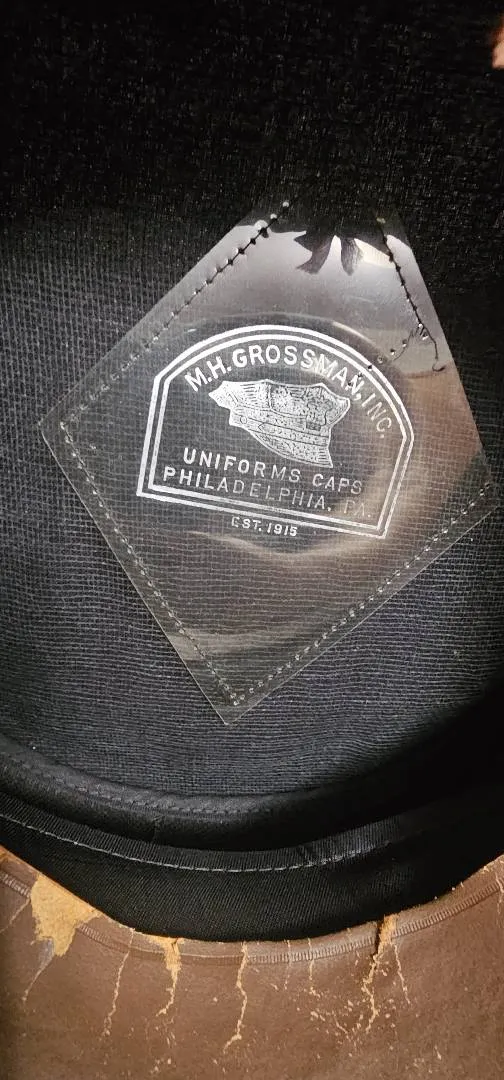 M.H. GROSSMAN, INC.
UNIFORMS CAPS
PHILADELPHIA, PA.
EST. 1915